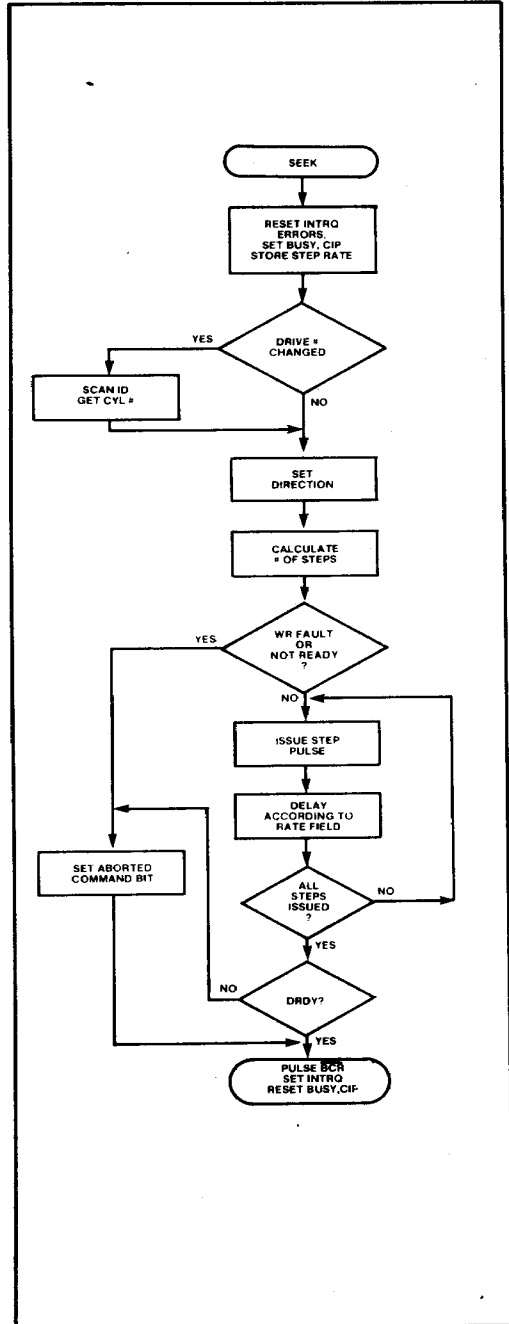 SEEK
RESET INTRQ
ERRORS.
SET BUSY, CIP
STORE STEP RATE
DRIVE #
CHANGED
YES
SCAN ID
GET CYL #
NO
SET
DIRECTION
CALCULATE
# OF STEPS
WR FAULT
OR
NOT READY
?
YES
NO
ISSUE STEP
PULSE
DELAY
ACCORDING TO
RATE FIELD
SET ABORTED
COMMAND BIT
ALL
STEPS
ISSUED
?
NO
YES
DRDY?
NO
YES
PULSE BCR
SET INTRQ
RESET BUSY,CIP